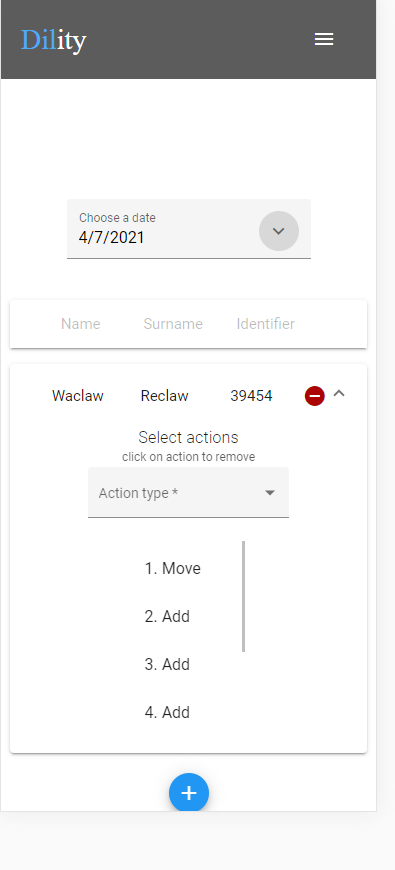 Dility
Choose a date
4/7/2021
Name Surname Identifier
Waclaw Reclaw 39454
Select actions
click on action to remove
Action type *
1. Move
2. Add
3. Add
4. Add